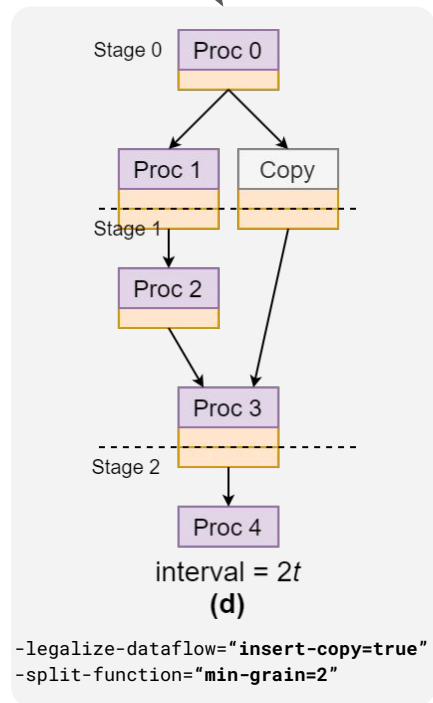 Stage 0
Proc 0
Proc 1
Copy
Stage 1
Proc 2
Proc 3
Stage 2
Proc 4
interval = 2t
(d)
-legalize-dataflow=“insert-copy=true”
-split-function=“min-grain=2”